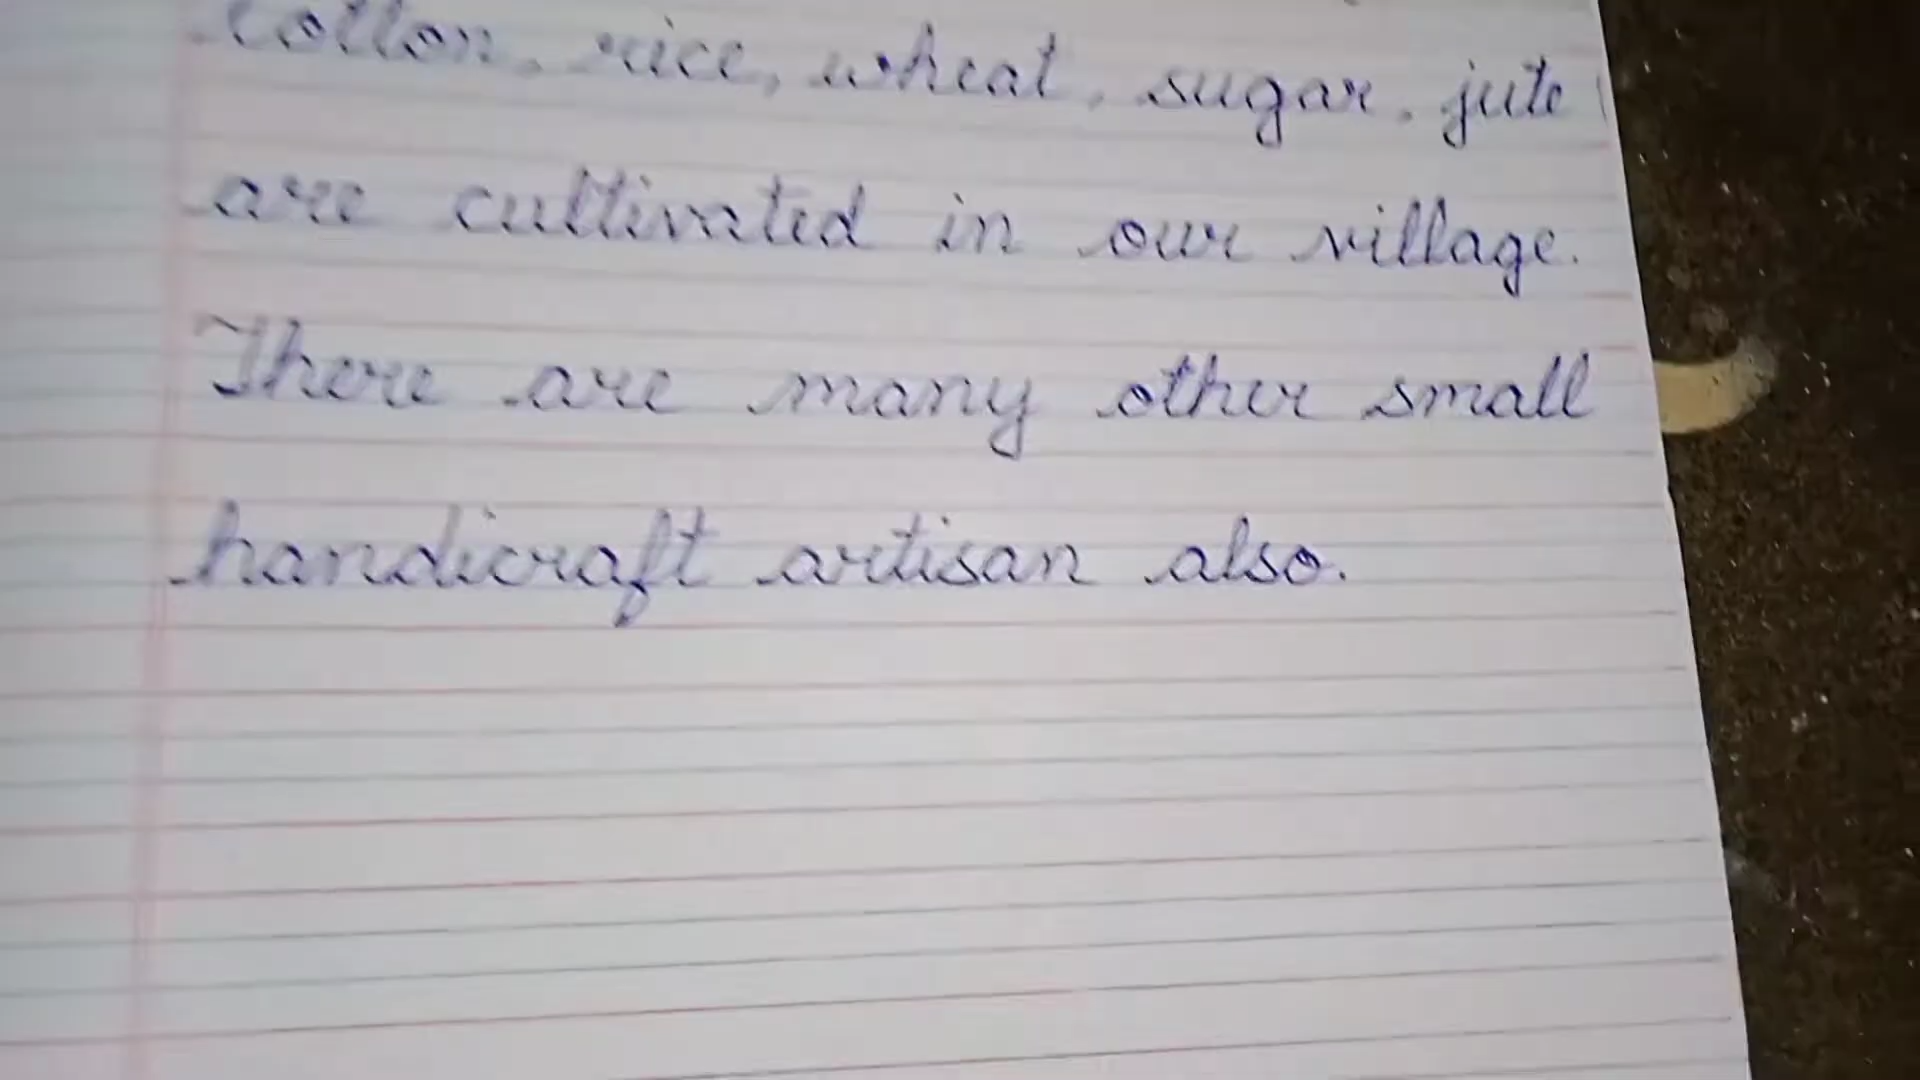 cotton, rice, wheat, sugar, jute
are cultivated in our village.
There are many other small
handicraft artisan also.